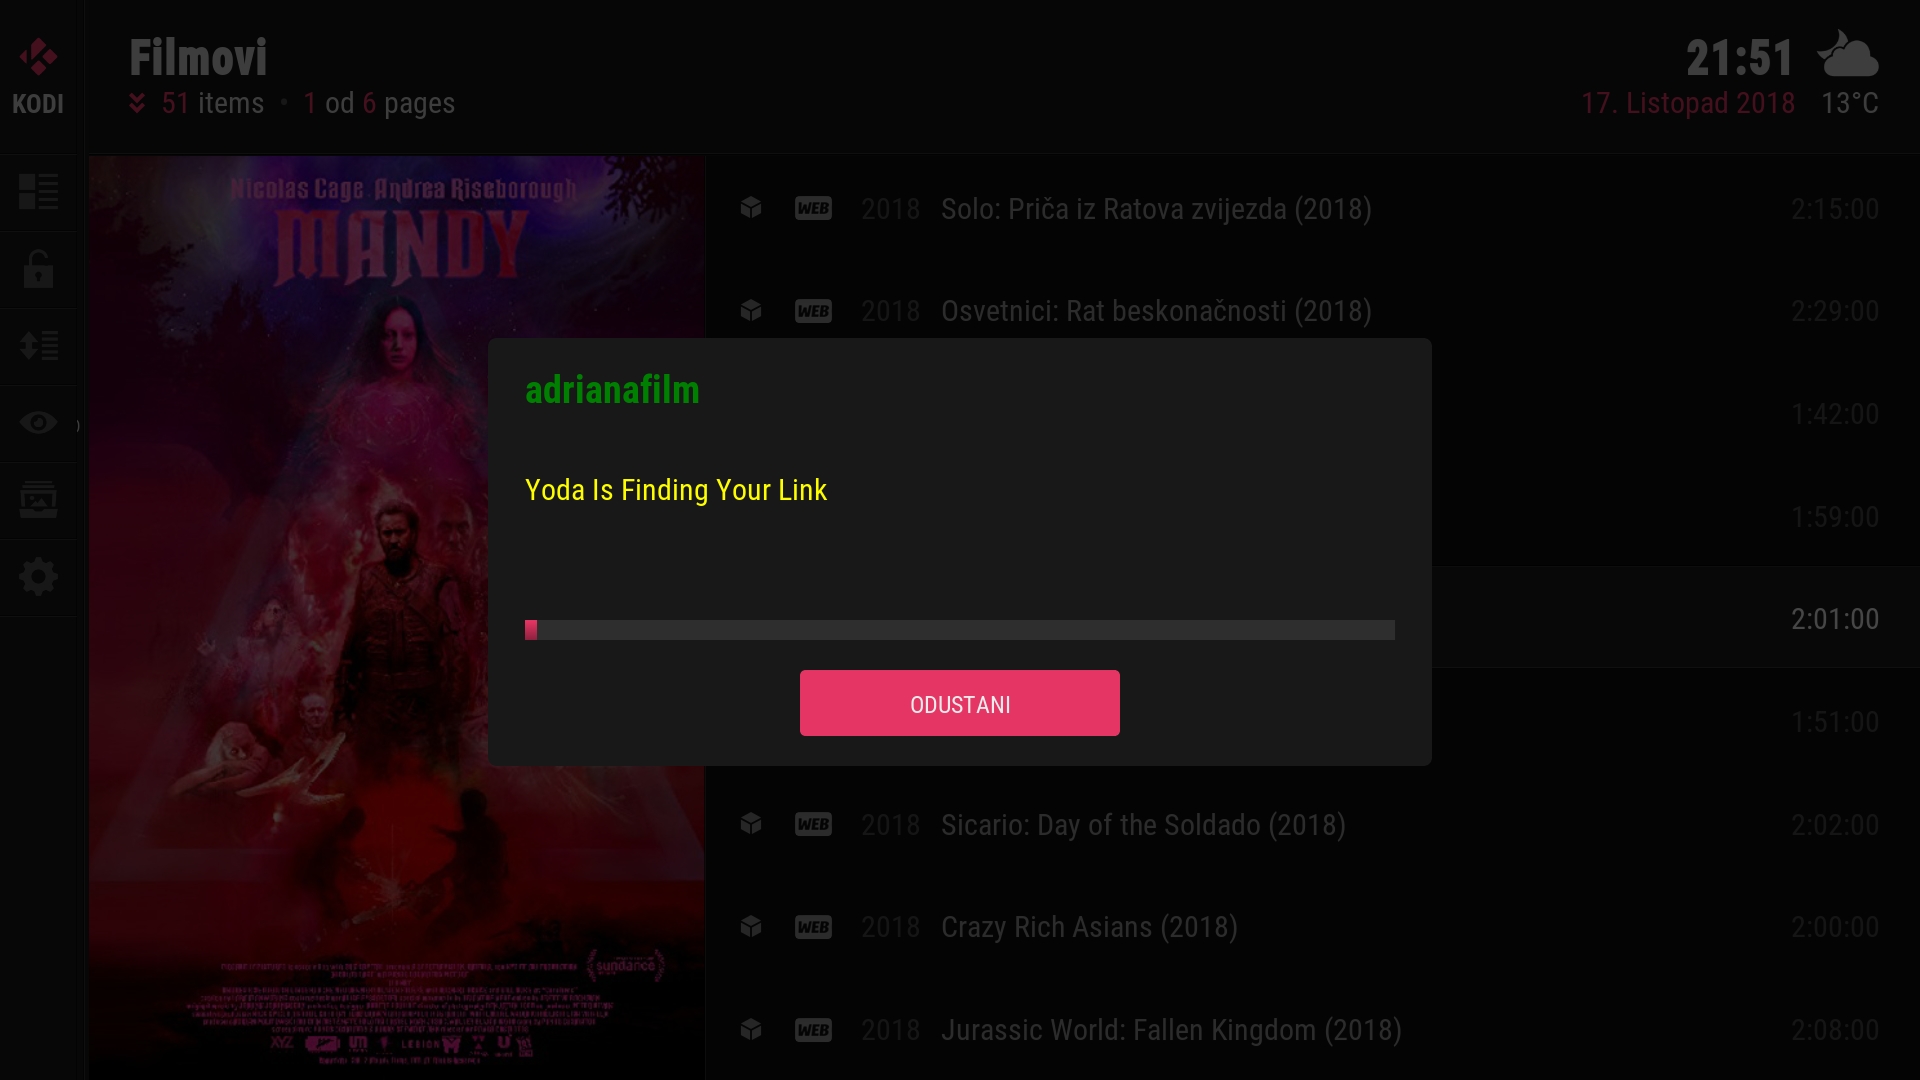 KODI
Filmovi
51 items • 1 od 6 pages
21:51
17. Listopad 2018 13°C
Nicolas Cage Andrea Riseborough
MANDY
WEB 2018 Solo: Priča iz Ratova zvijezda (2018) 2:15:00
WEB 2018 Osvetnici: Rat beskonačnosti (2018) 2:29:00
1:42:00
1:59:00
2:01:00
1:51:00
adrianafilm
Yoda Is Finding Your Link
ODUSTANI
WEB 2018 Sicario: Day of the Soldado (2018) 2:02:00
WEB 2018 Crazy Rich Asians (2018) 2:00:00
WEB 2018 Jurassic World: Fallen Kingdom (2018) 2:08:00
sundance
XYZ
LEGION